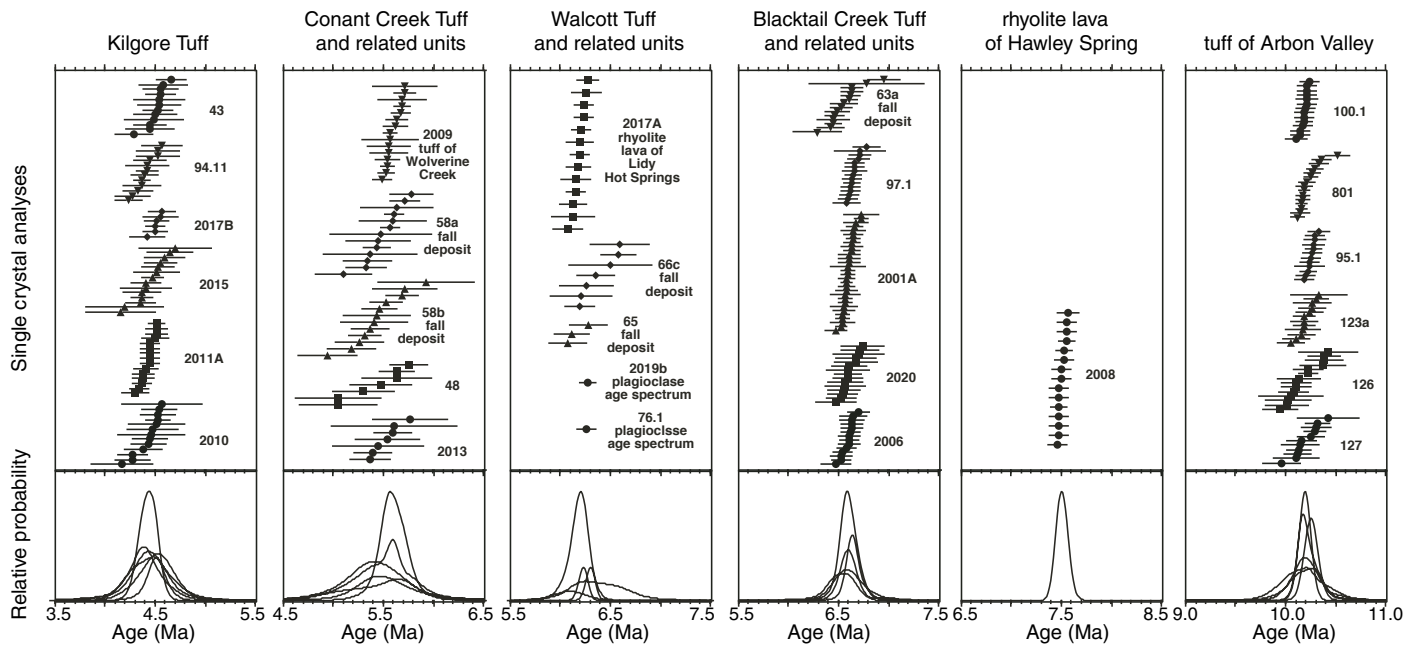 Kilgore Tuff
Conant Creek Tuff
and related units
Walcott Tuff
and related units
Blacktail Creek Tuff
and related units
rhyolite lava
of Hawley Spring
tuff of Arbon Valley
Single crystal analyses
Relative probability
43
94.11
2017B
2015
2011A
2010
2009
tuff of
Wolverine
Creek
58a
fall
deposit
58b
fall
deposit
48
2013
2017A
rhyolite
lava of
Lidy
Hot Springs
66c
fall
deposit
65
fall
deposit
2019b
plagioclase
age spectrum
76.1
plagioclsse
age spectrum
63a
fall
deposit
97.1
2001A
2020
2006
2008
100.1
801
95.1
123a
126
127
3.5 4.5 5.5
Age (Ma)
4.5 5.5 6.5
Age (Ma)
5.5 6.5 7.5
Age (Ma)
5.5 6.5 7.5
Age (Ma)
6.5 7.5 8.5
Age (Ma)
9.0 10.0 11.0
Age (Ma)